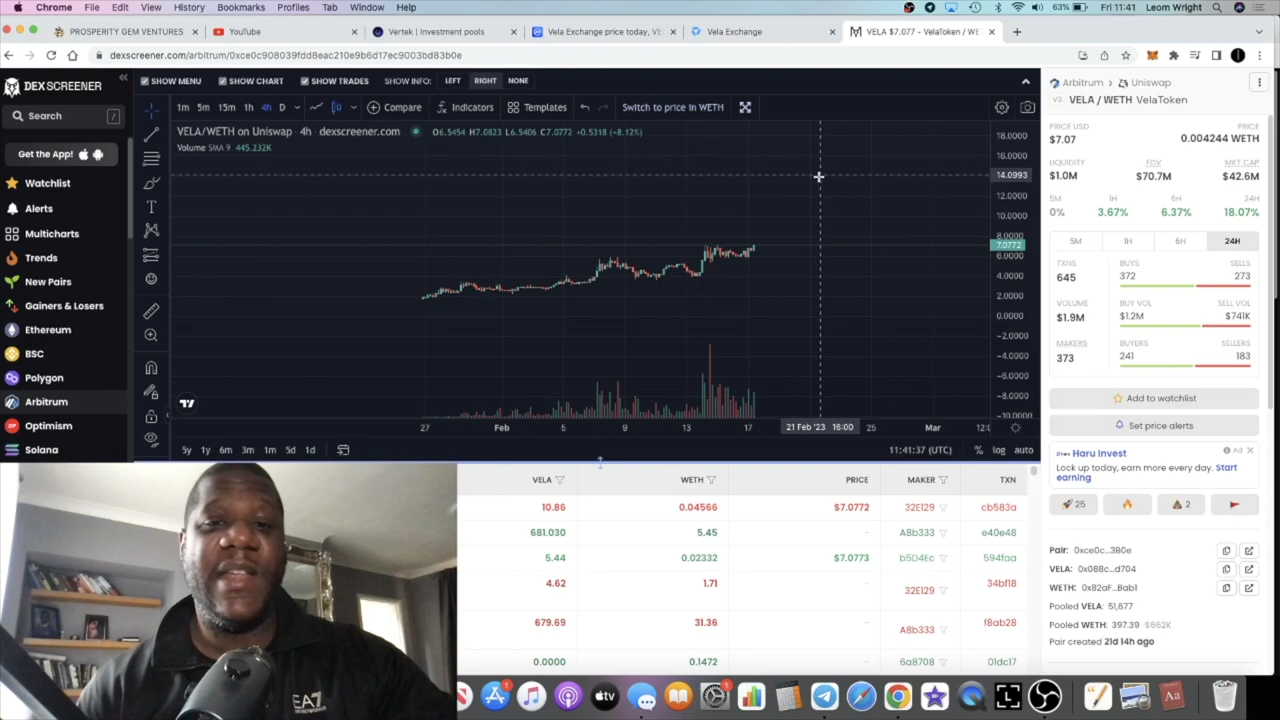 Chrome File Edit View History Bookmarks Profiles Tab Window Help
63% Fri 11:41 Leom Wright
PROSPERITY GEM VENTURES
YouTube
Vertek | Investment pools
Vela Exchange price today, VE
Vela Exchange
VELA $7.077 - VelaToken / WE
dexscreener.com/arbitrum/0xce0c908039fdd8eac210e9b6d17ec3910bd83b0e
DEX SCREENER
Search /
Get the App!
Watchlist
Alerts
Multicharts
Trends
New Pairs
Gainers & Losers
Ethereum
BSC
Polygon
Arbitrum
Optimism
Solana
SHOW MENU SHOW CHART SHOW TRADES SHOW INFO: LEFT RIGHT NONE
1m 5m 15m 1h 4h D Compare Indicators Templates Switch to price in WETH
VELA/WETH on Uniswap · 4h · dexscreener.com O6.5454 H7.0823 L6.5406 C7.0772 +0.5318 (+8.12%)
Volume SMA 9 445.232K
18.0000
16.0000
14.0993
12.0000
10.0000
8.0000
7.0772
6.0000
4.0000
2.0000
0.0000
−2.0000
−4.0000
−6.0000
−8.0000
−10.0000
27 Feb 5 9 13 17 21 Feb '23 16:00 25 Mar 12:0
5y 1y 6m 3m 1m 5d 1d 11:41:37 (UTC) % log auto
VELA WETH PRICE MAKER TXN
10.86 0.04566 $7.0772 32E129 cb583a
681.030 5.45 - A8b333 e40e48
5.44 0.02332 $7.0773 b5D4Ec 594faa
4.62 1.71 - 32E129 34bf18
679.69 31.36 - A8b333 f8ab28
0.0000 0.1472 - 6a8708 01dc17
Arbitrum > Uniswap
V3 VELA / WETH VelaToken
PRICE USD PRICE
$7.07 0.004244 WETH
LIQUIDITY FDV MKT CAP
$1.0M $70.7M $42.6M
5M 1H 6H 24H
0% 3.67% 6.37% 18.07%
5M 1H 6H 24H
TXNS BUYS SELLS
645 372 273
VOLUME BUY VOL SELL VOL
$1.9M $1.2M $741K
MAKERS BUYERS SELLERS
373 241 183
Add to watchlist
Set price alerts
Haru Invest Ad
Lock up today, earn more every day. Start
earning
25 2
Pair: 0xce0c...3B0e
VELA: 0x088c...d704
WETH: 0x82aF...Bab1
Pooled VELA: 51,677
Pooled WETH: 397.39 $662K
Pair created 21d 14h ago
EA7
tv
Aa